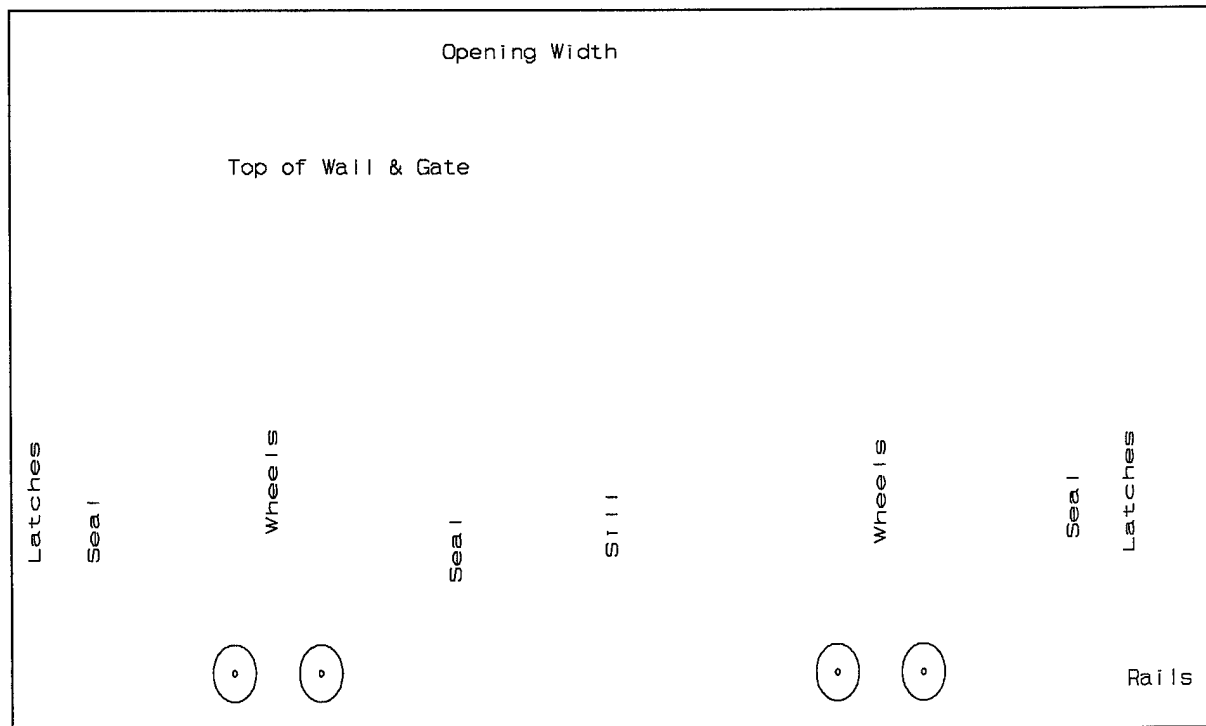 Opening Width
Top of Wall & Gate
Latches
Seal
Wheels
Seal
Sill
Wheels
Seal
Latches
Rails